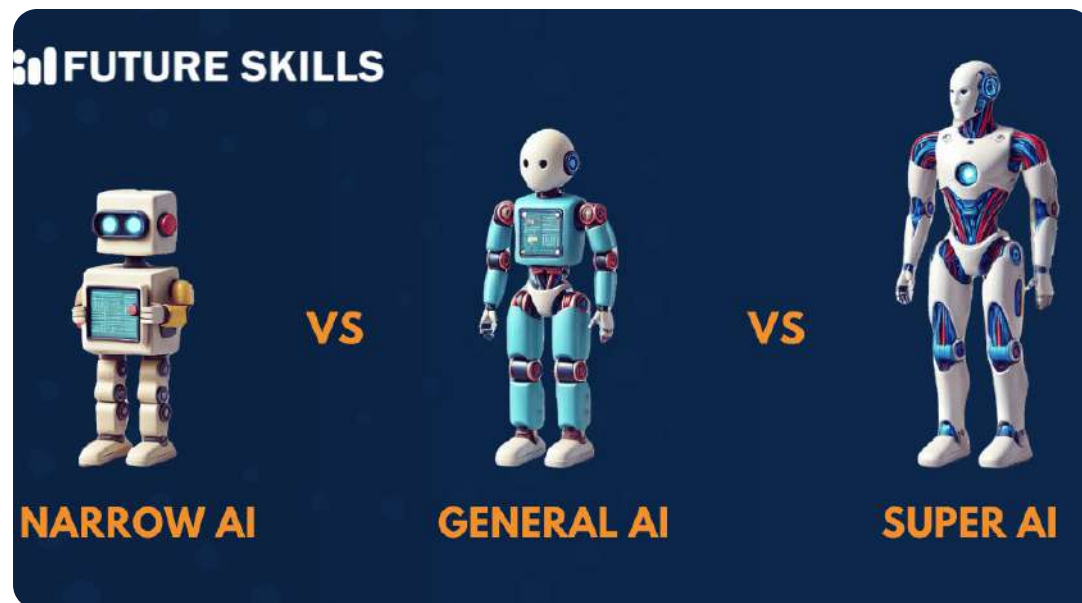 FUTURE SKILLS
VS
VS
NARROW AI
GENERAL AI
SUPER AI